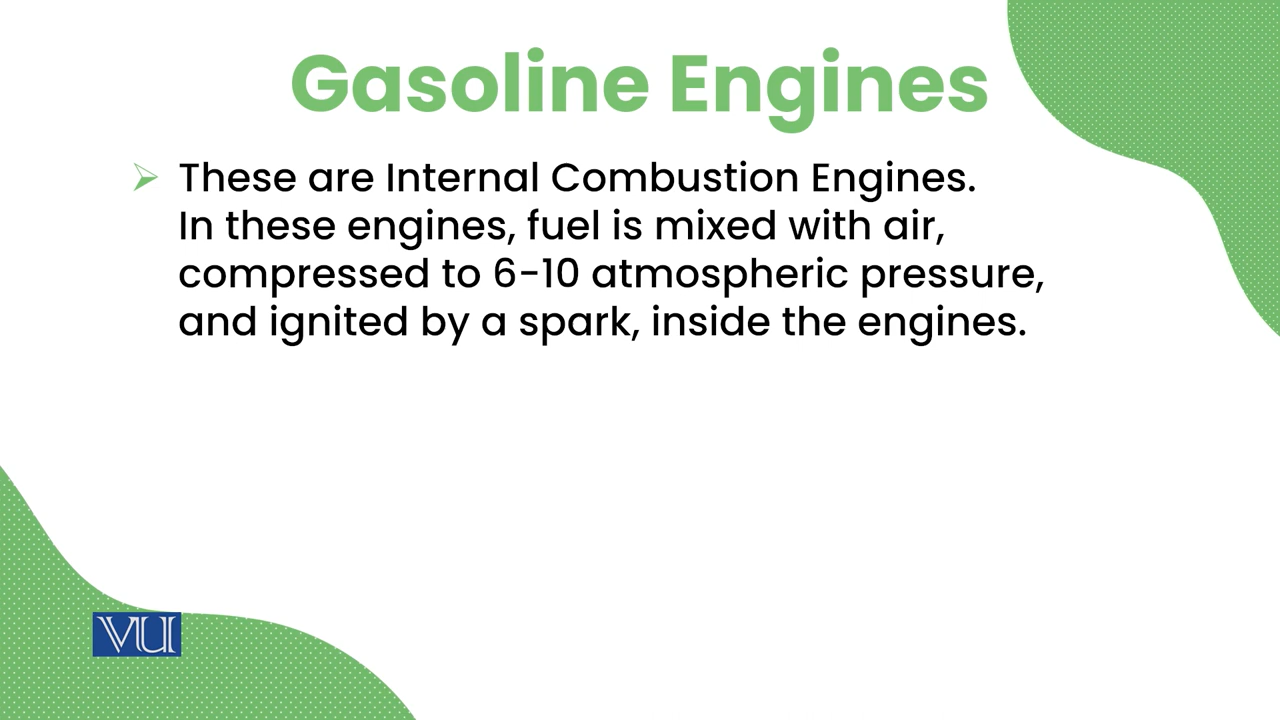 Gasoline Engines
➢ These are Internal Combustion Engines.
In these engines, fuel is mixed with air,
compressed to 6-10 atmospheric pressure,
and ignited by a spark, inside the engines.
VU